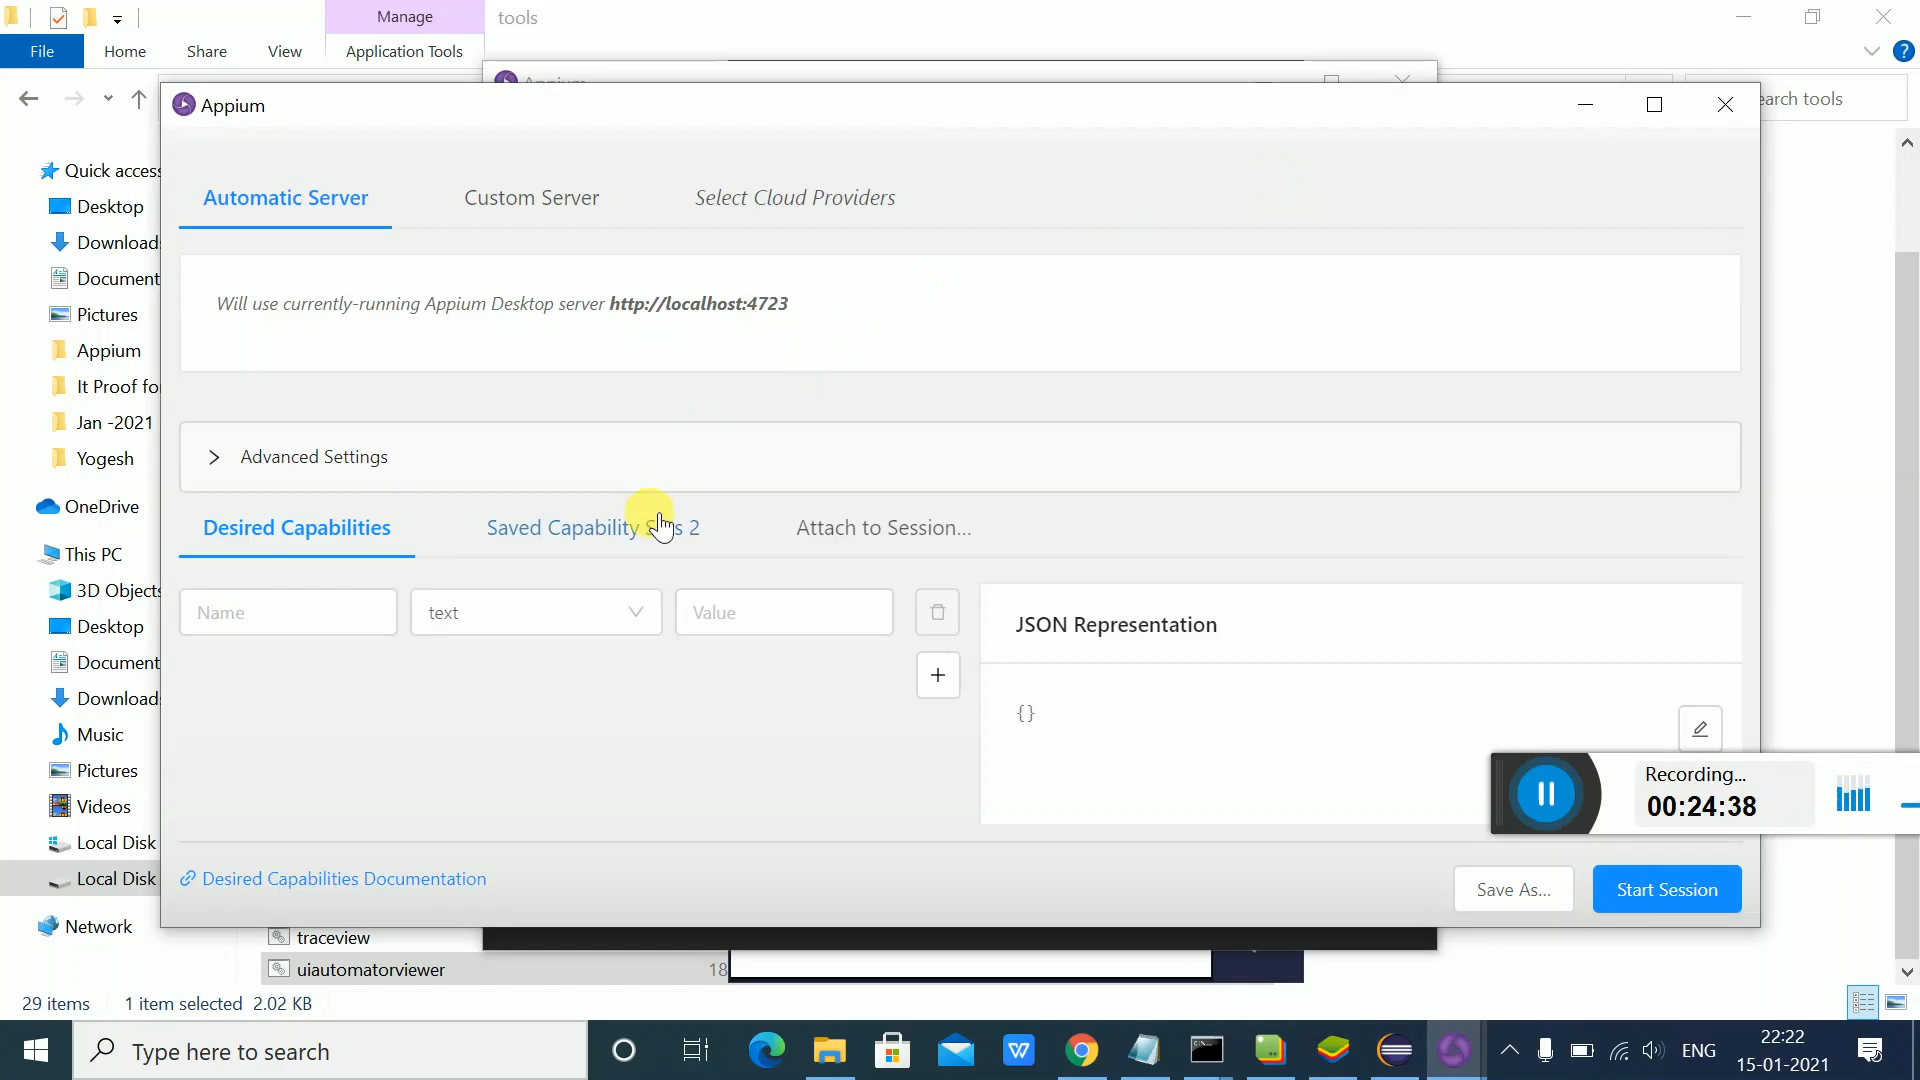 Manage
tools
File
Home
Share
View
Application Tools
Appium
earch tools
Appium
Automatic Server
Custom Server
Select Cloud Providers
Will use currently-running Appium Desktop server http://localhost:4723
Advanced Settings
Desired Capabilities
Saved Capability S s 2
Attach to Session...
Name
text
Value
JSON Representation
{}
Desired Capabilities Documentation
Save As...
Start Session
Recording...
00:24:38
Quick access
Desktop
Download
Document
Pictures
Appium
It Proof fo
Jan -2021
Yogesh
OneDrive
This PC
3D Objects
Desktop
Document
Download
Music
Pictures
Videos
Local Disk
Local Disk
Network
traceview
uiautomatorviewer
18
29 items
1 item selected 2.02 KB
Type here to search
ENG
22:22
15-01-2021